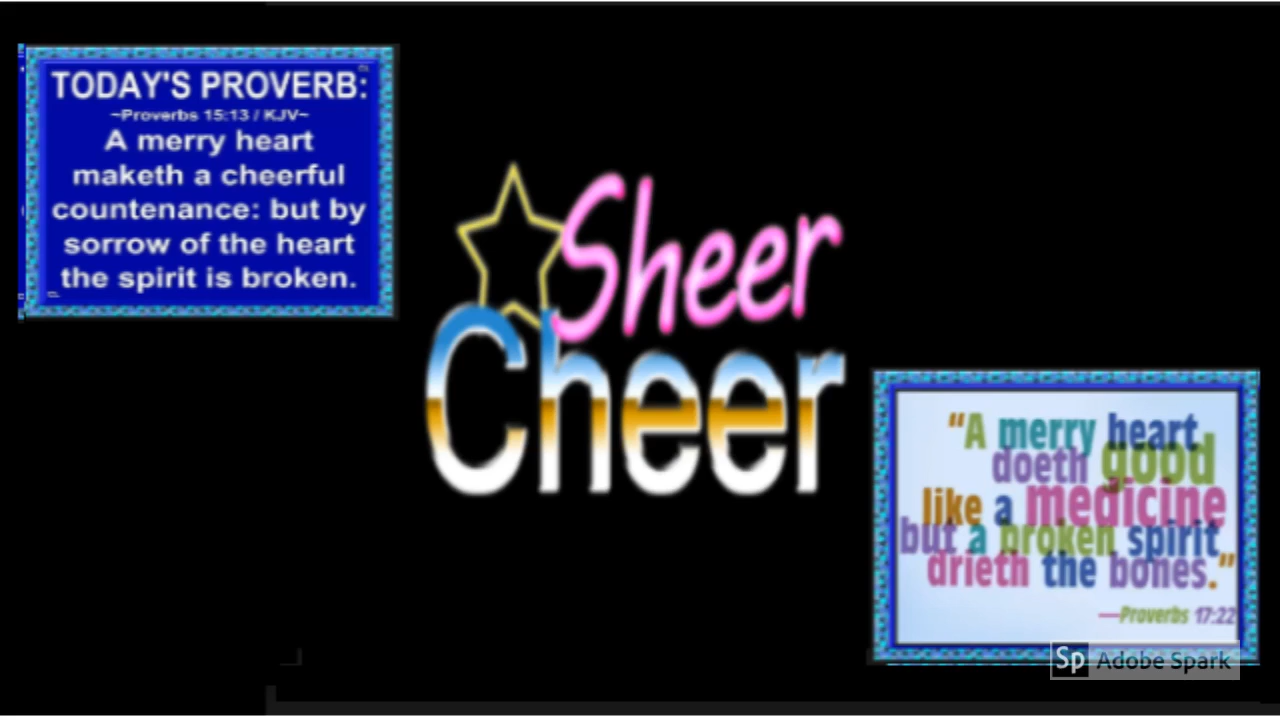 TODAY'S PROVERB:
~Proverbs 15:13 / KJV~
A merry heart
maketh a cheerful
countenance: but by
sorrow of the heart
the spirit is broken.
Sheer
Cheer
“A merry heart
doeth good
like a medicine
but a broken spirit
drieth the bones.”
—Proverbs 17:22
Sp Adobe Spark